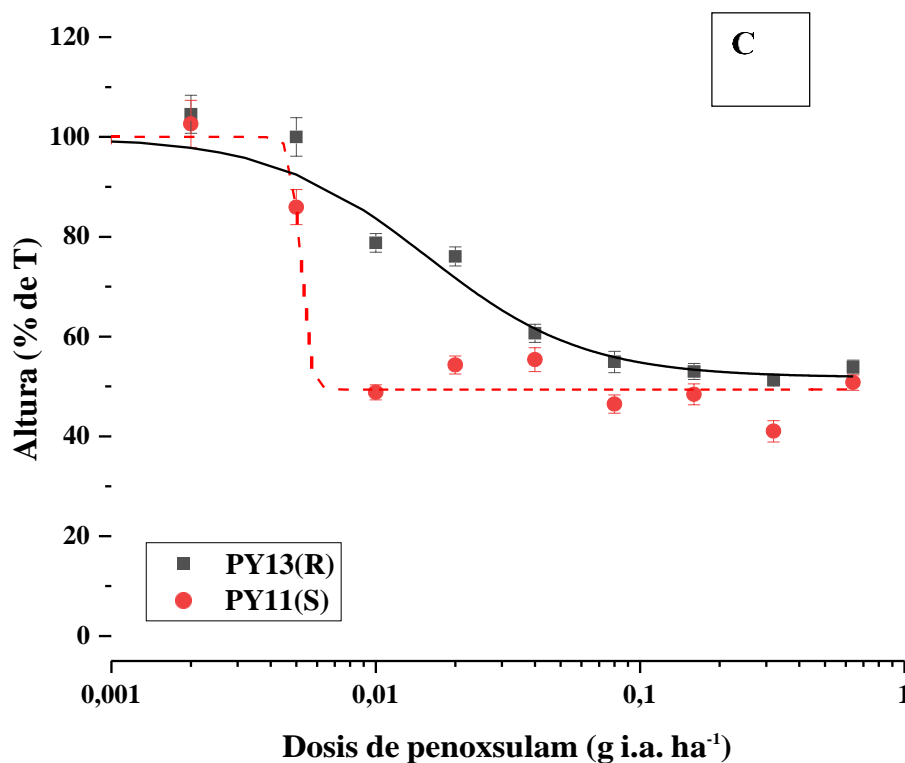 C
120
100
80
60
40
20
0
Altura (% de T)
PY13(R)
PY11(S)
0,001
0,01
0,1
1
Dosis de penoxsulam (g i.a. ha⁻¹)